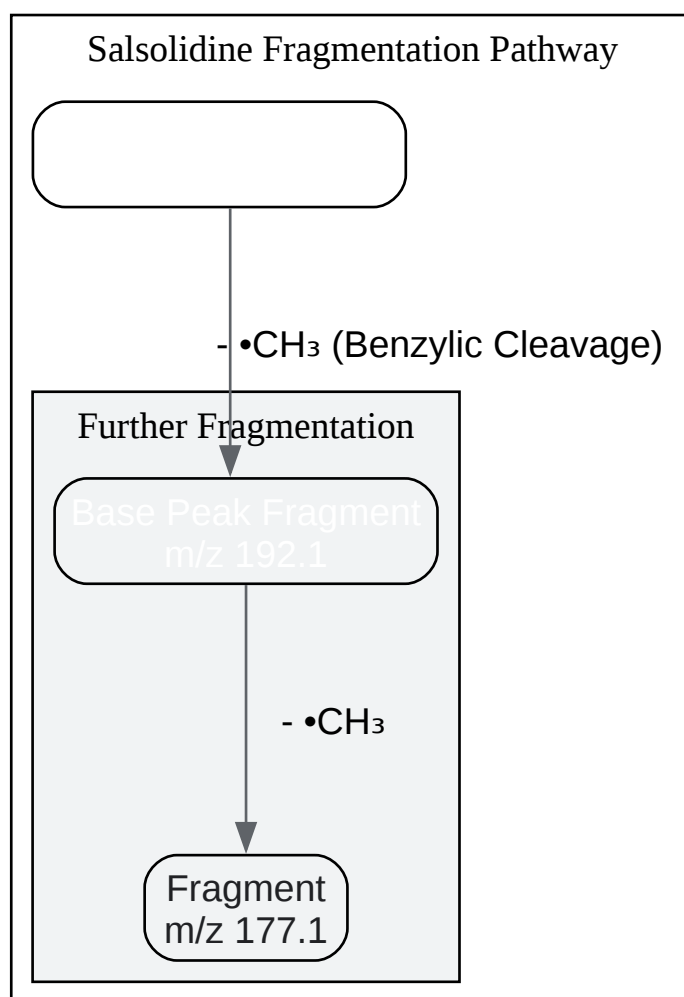 Salsolidine Fragmentation Pathway
- •CH₃ (Benzylic Cleavage)
Further Fragmentation
Base Peak Fragment
m/z 192.1
- •CH₃
Fragment
m/z 177.1